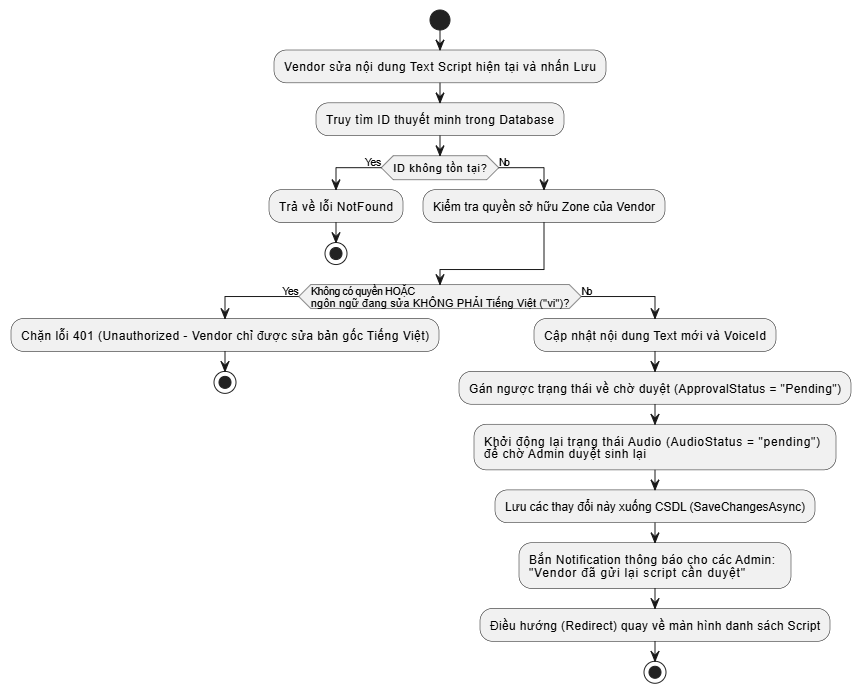 Vendor sửa nội dung Text Script hiện tại và nhấn Lưu
Truy tìm ID thuyết minh trong Database
Yes
ID không tồn tại?
No
Trả về lỗi NotFound
Kiểm tra quyền sở hữu Zone của Vendor
Yes
Không có quyền HOẶC
ngôn ngữ đang sửa KHÔNG PHẢI Tiếng Việt ("vi")?
No
Chặn lỗi 401 (Unauthorized - Vendor chỉ được sửa bản gốc Tiếng Việt)
Cập nhật nội dung Text mới và VoiceId
Gán ngược trạng thái về chờ duyệt (ApprovalStatus = "Pending")
Khởi động lại trạng thái Audio (AudioStatus = "pending")
để chờ Admin duyệt sinh lại
Lưu các thay đổi này xuống CSDL (SaveChangesAsync)
Bắn Notification thông báo cho các Admin:
"Vendor đã gửi lại script cần duyệt"
Điều hướng (Redirect) quay về màn hình danh sách Script